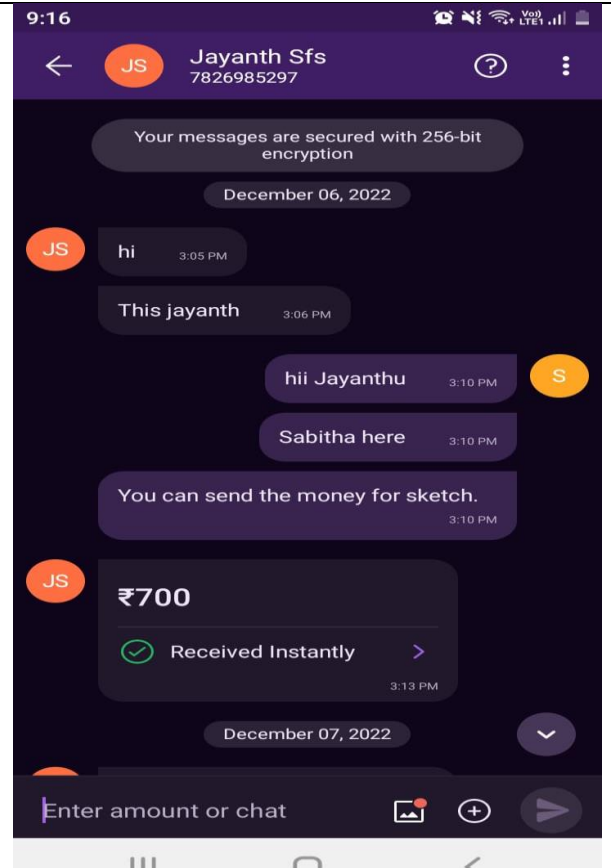 9:16
Vo))
LTE1
JS
Jayanth Sfs
7826985297
?
Your messages are secured with 256-bit
encryption
December 06, 2022
JS
hi 3:05 PM
This jayanth 3:06 PM
hii Jayanthu 3:10 PM
S
Sabitha here 3:10 PM
You can send the money for sketch.
3:10 PM
JS
₹700
Received Instantly
3:13 PM
December 07, 2022
Enter amount or chat